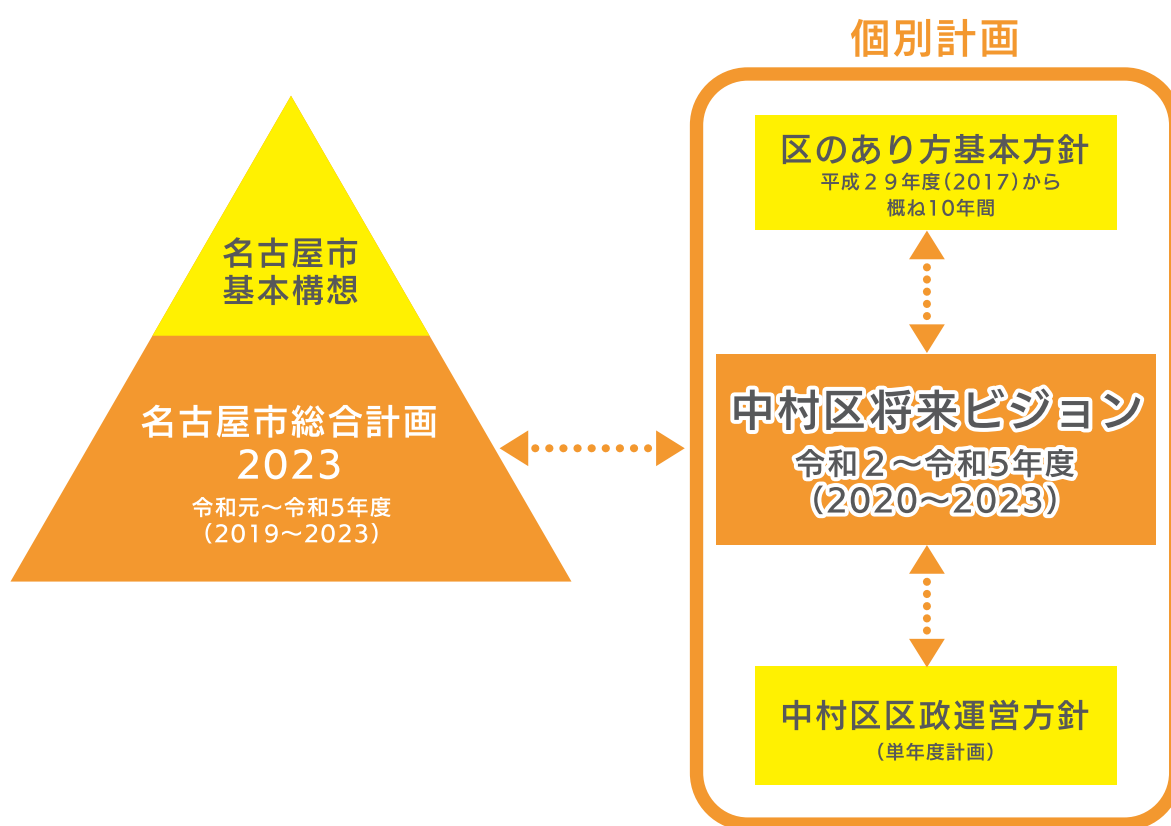 個別計画
名古屋市
基本構想
名古屋市総合計画
2023
令和元～令和5年度
（2019～2023）
区のあり方基本方針
平成２９年度（2017）から
概ね10年間
中村区将来ビジョン
令和２～令和5年度
（2020～2023）
中村区区政運営方針
（単年度計画）